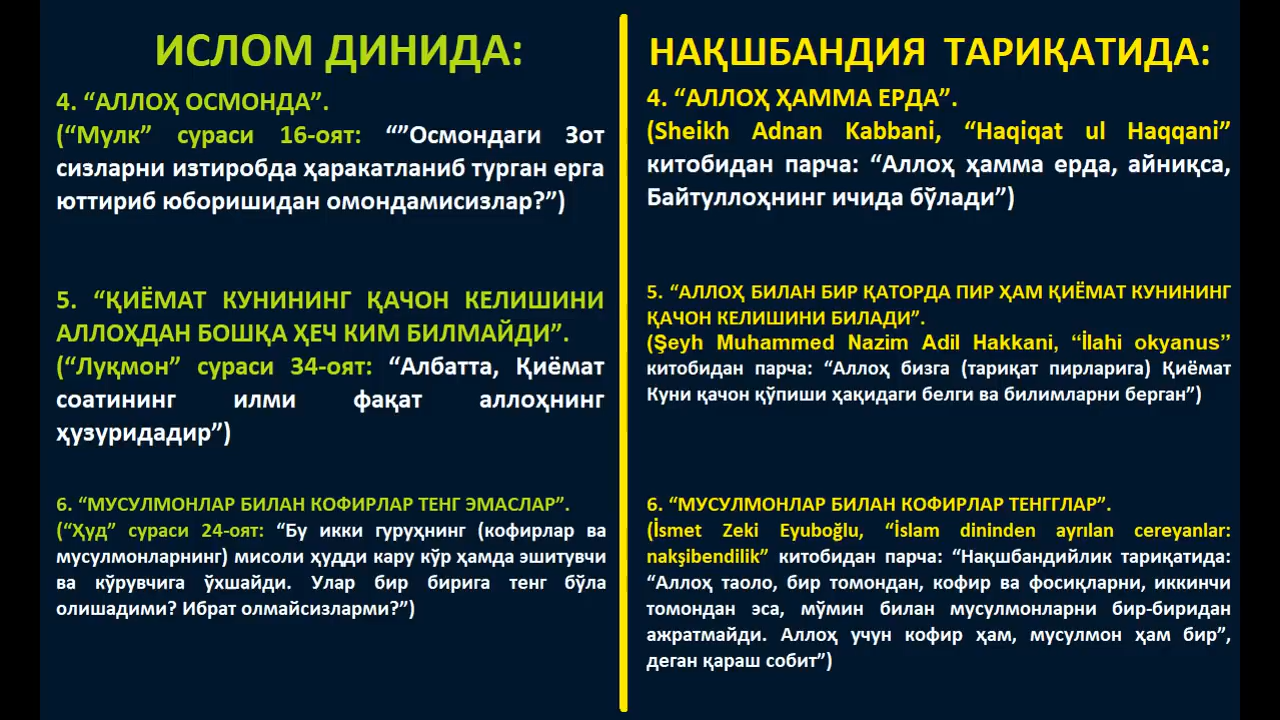 ИСЛОМ ДИНИДА:
4. “АЛЛОҲ ОСМОНДА”.
(“Мулк” сураси 16-оят: “”Осмондаги Зот
сизларни изтиробда ҳаракатланиб турган ерга
юттириб юборишидан омондамисизлар?”)
5. “ҚИЁМАТ КУНИНИНГ ҚАЧОН КЕЛИШИНИ
АЛЛОҲДАН БОШҚА ҲЕЧ КИМ БИЛМАЙДИ”.
(“Луқмон” сураси 34-оят: “Албатта, Қиёмат
соатининг илми фақат аллоҳнинг
ҳузуридадир”)
6. “МУСУЛМОНЛАР БИЛАН КОФИРЛАР ТЕНГ ЭМАСЛАР”.
(“Ҳуд” сураси 24-оят: “Бу икки гуруҳнинг (кофирлар ва
мусулмонларнинг) мисоли ҳудди кару кўр ҳамда эшитувчи
ва кўрувчига ўхшайди. Улар бир бирига тенг бўла
олишадими? Ибрат олмайсизларми?”)
НАҚШБАНДИЯ ТАРИҚАТИДА:
4. “АЛЛОҲ ҲАММА ЕРДА”.
(Sheikh Adnan Kabbani, “Haqiqat ul Haqqani”
китобидан парча: “Аллоҳ ҳамма ерда, айниқса,
Байтуллоҳнинг ичида бўлади”)
5. “АЛЛОҲ БИЛАН БИР ҚАТОРДА ПИР ҲАМ ҚИЁМАТ КУНИНИНГ
ҚАЧОН КЕЛИШИНИ БИЛАДИ”.
(Şeyh Muhammed Nazim Adil Hakkani, “İlahi okyanus”
китобидан парча: “Аллоҳ бизга (тариқат пирларига) Қиёмат
Куни қачон қўпиши ҳақидаги белги ва билимларни берган”)
6. “МУСУЛМОНЛАР БИЛАН КОФИРЛАР ТЕНГГЛАР”.
(İsmet Zeki Eyuboğlu, “İslam dininden ayrılan cereyanlar:
nakşibendilik” китобидан парча: “Нақшбандийлик тариқатида:
“Аллоҳ таоло, бир томондан, кофир ва фосиқларни, иккинчи
томондан эса, мўмин билан мусулмонларни бир-биридан
ажратмайди. Аллоҳ учун кофир ҳам, мусулмон ҳам бир”,
деган қараш собит”)